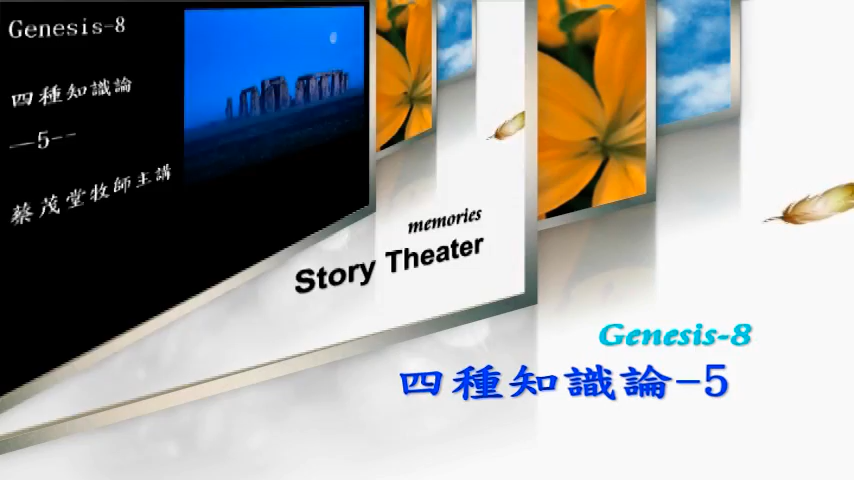 Genesis-8
四種知識論
—5--
蔡茂堂牧師主講
memories
Story Theater
Genesis-8
四種知識論-5